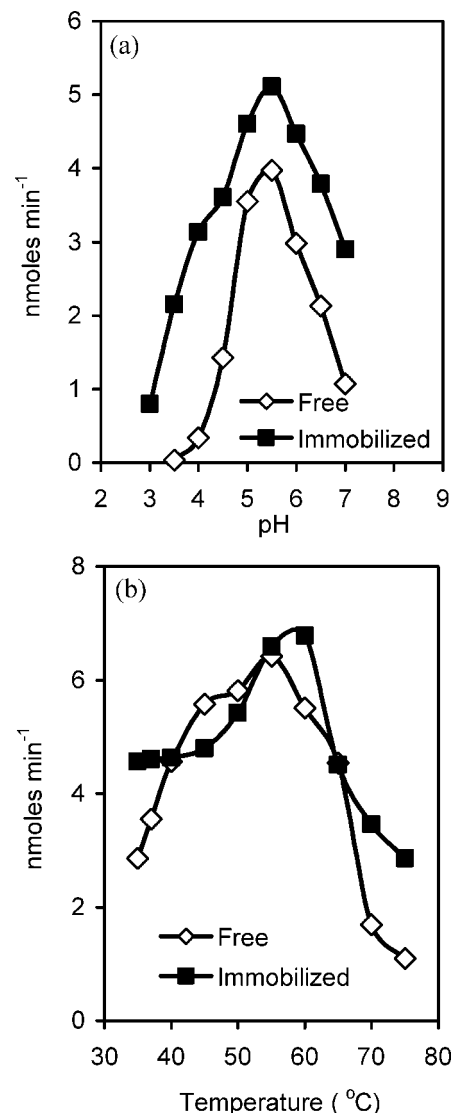 (a)
nmoles min⁻¹
6
5
4
3
2
1
0
Free
Immobilized
2 3 4 5 6 7 8 9
pH
(b)
nmoles min⁻¹
8
6
4
2
0
Free
Immobilized
30 40 50 60 70 80
Temperature ( °C)